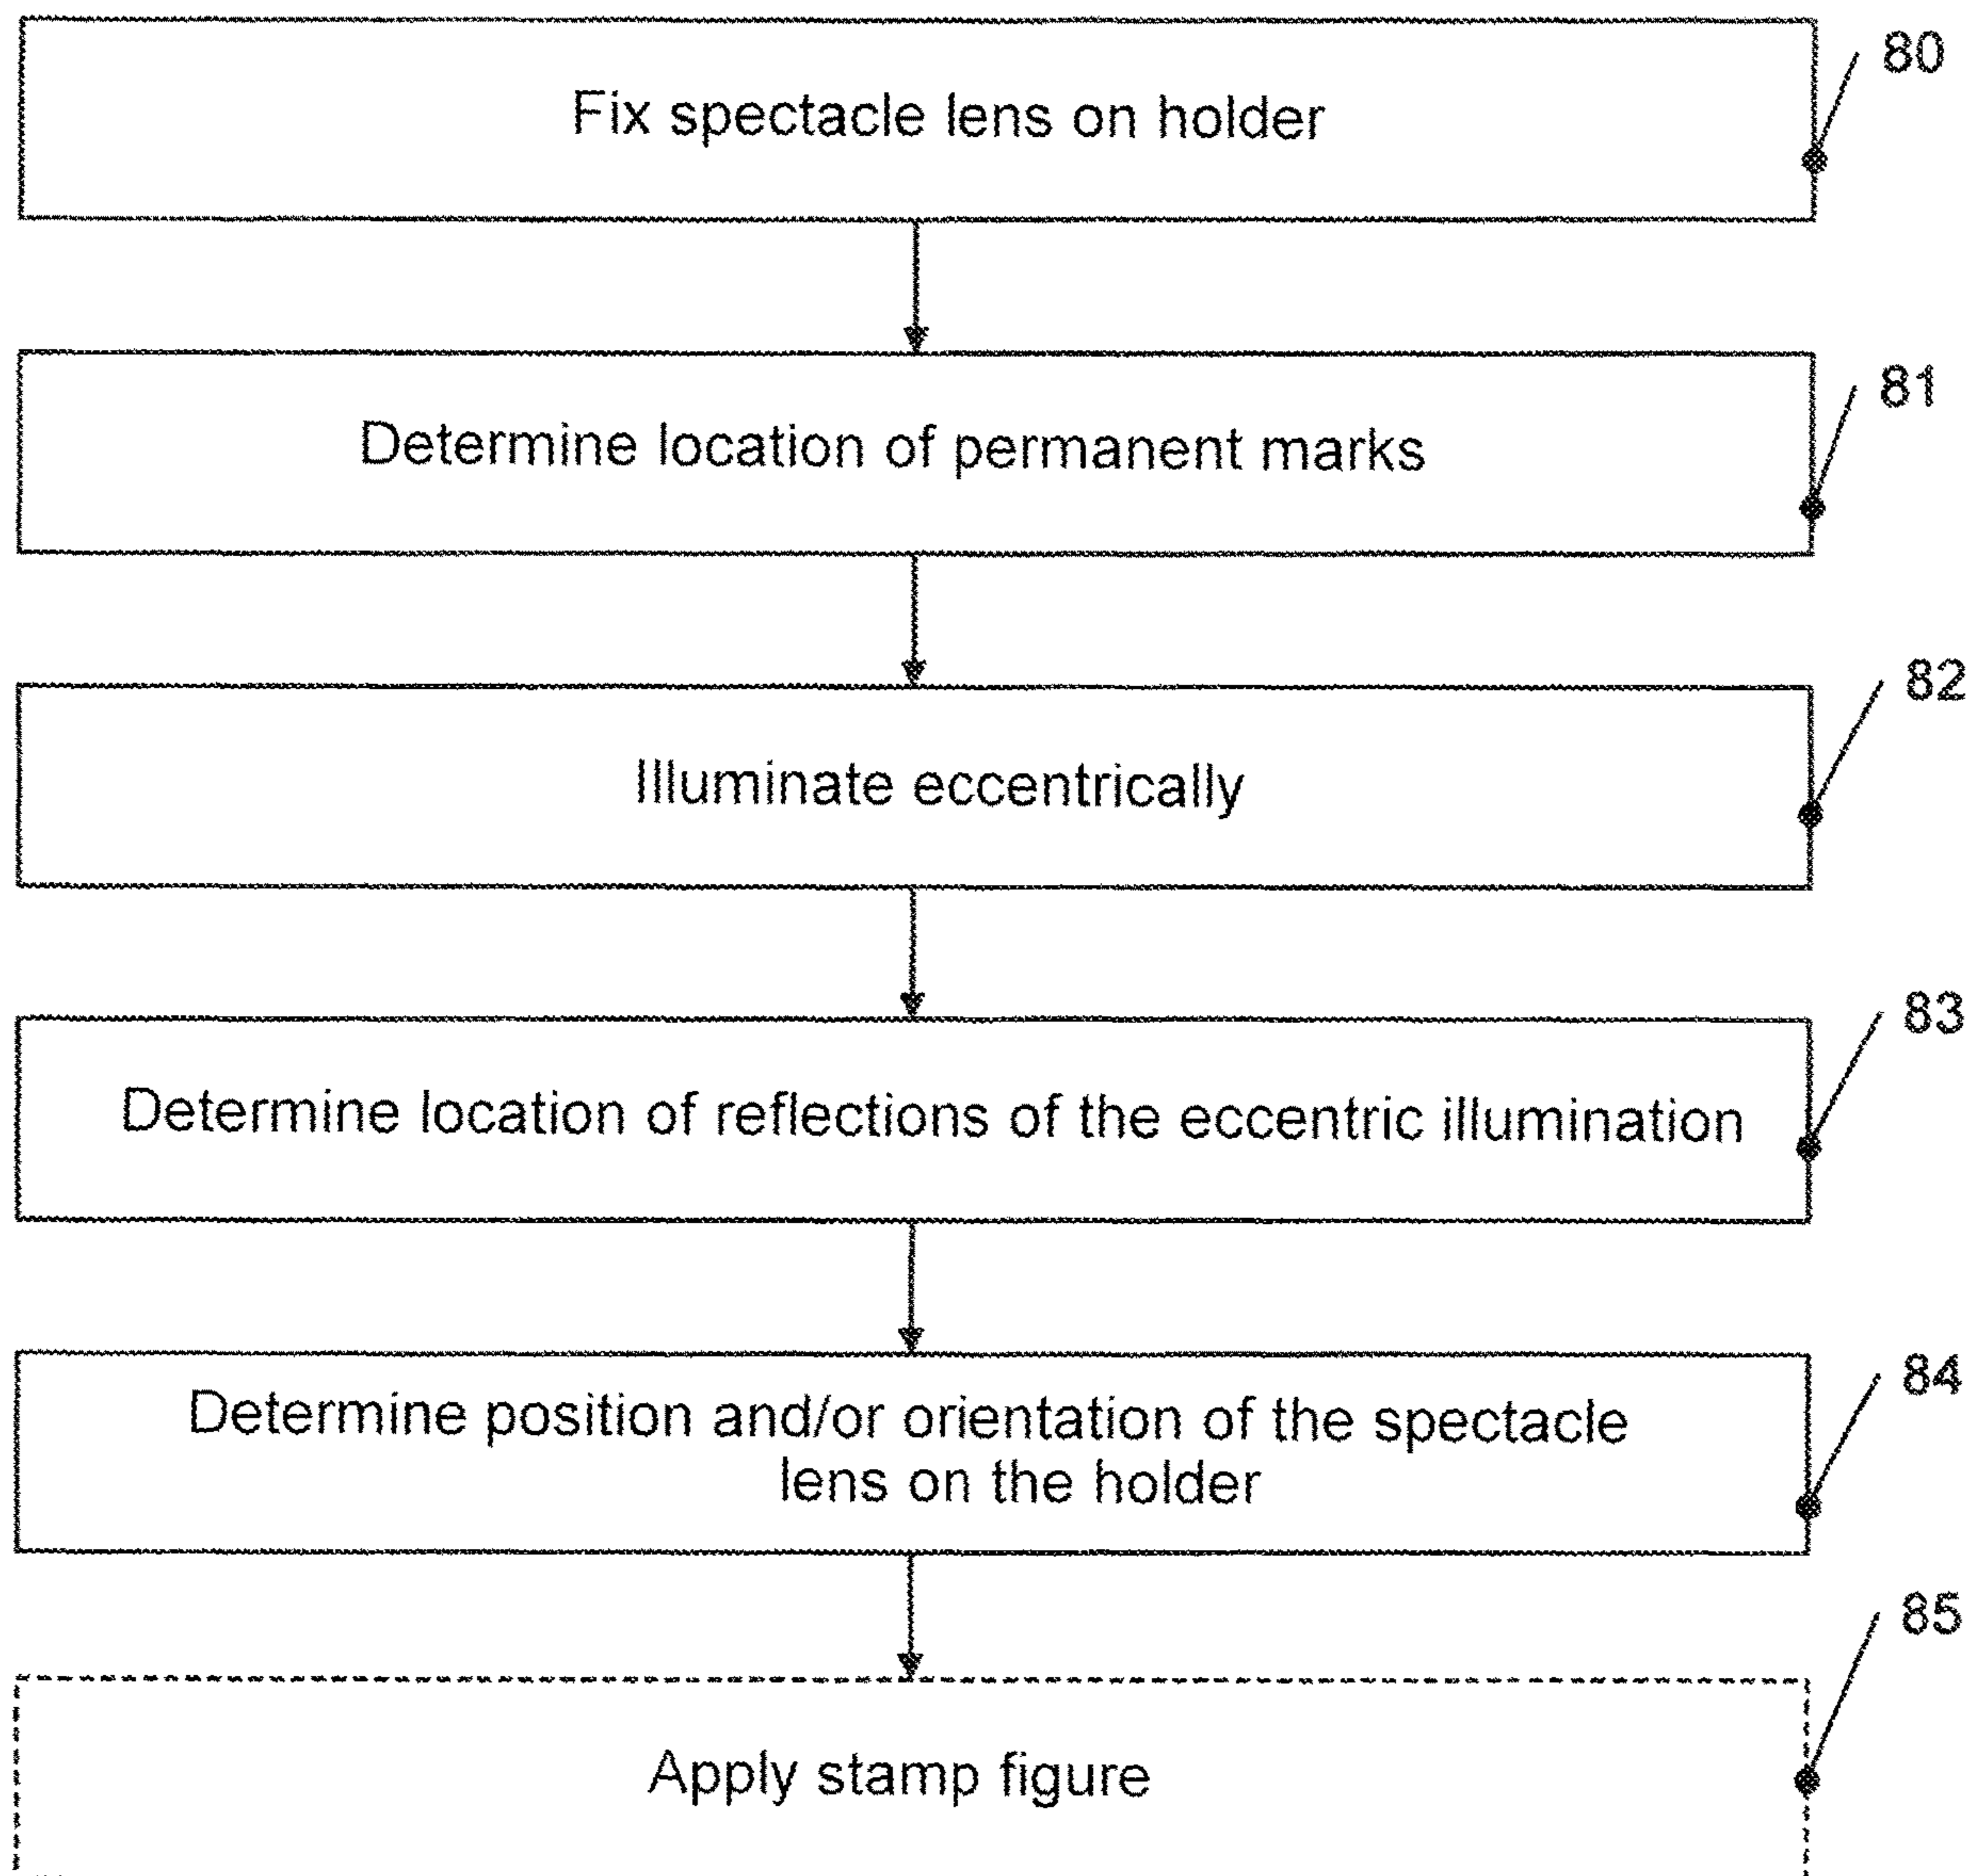 80
Fix spectacle lens on holder
81
Determine location of permanent marks
82
Illuminate eccentrically
83
Determine location of reflections of the eccentric illumination
84
Determine position and/or orientation of the spectacle
lens on the holder
85
Apply stamp figure